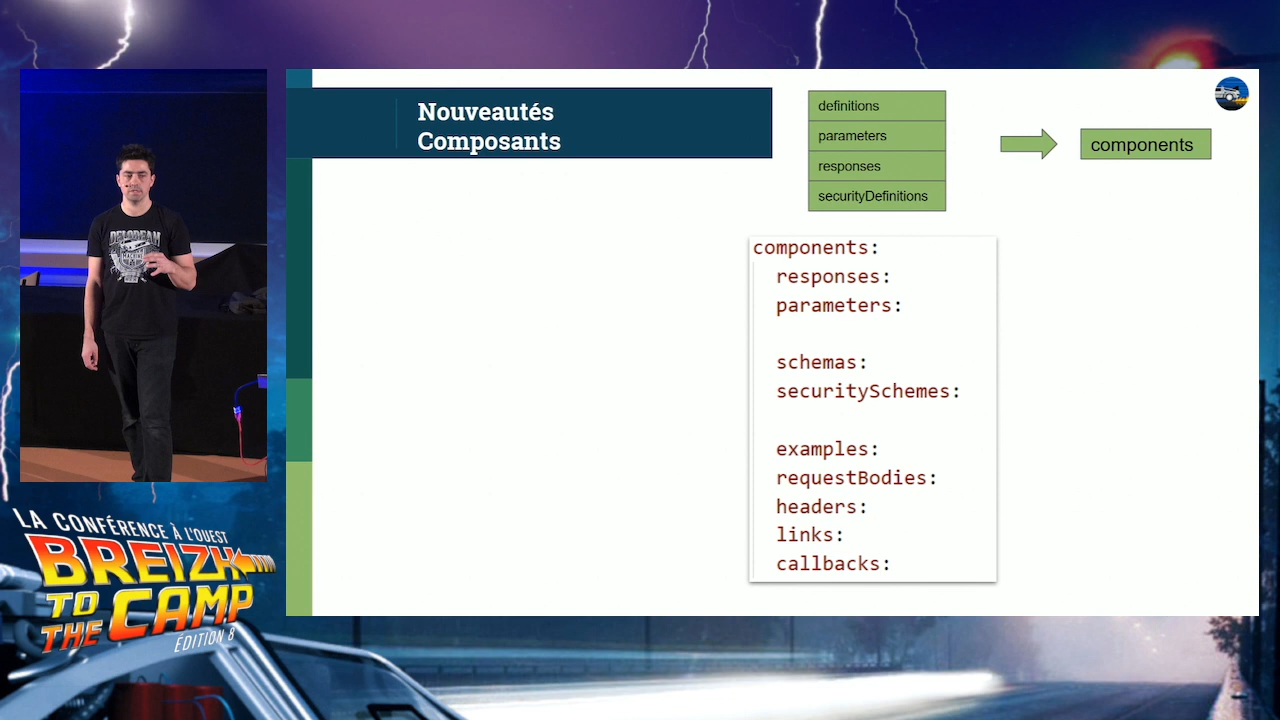 Nouveautés
Composants
definitions
parameters
responses
securityDefinitions
components
components:
responses:
parameters:
schemas:
securitySchemes:
examples:
requestBodies:
headers:
links:
callbacks:
DELOREAN
LA CONFÉRENCE À L'OUEST
BREIZH
TO THE CAMP
ÉDITION 8